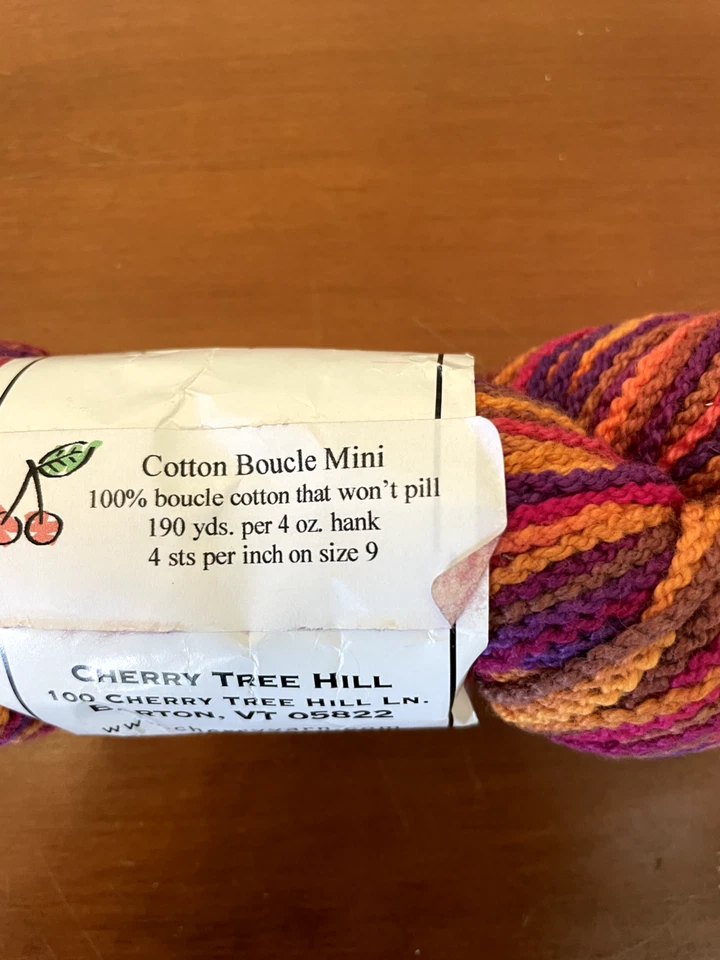 Cotton Boucle Mini
100% boucle cotton that won't pill
190 yds. per 4 oz. hank
4 sts per inch on size 9
CHERRY TREE HILL
100 CHERRY TREE HILL LN.
BARTON, VT 05822